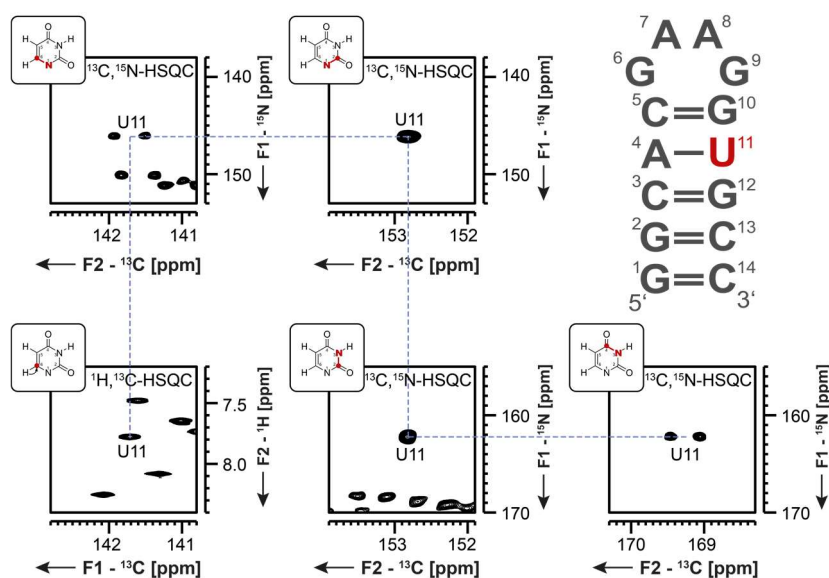 O
H
N-H
H
N
O
¹³C,¹⁵N-HSQC
U11
140
150
F1 - ¹⁵N [ppm]
142
141
F2 - ¹³C [ppm]
O
H
N-H
H
N
O
¹³C,¹⁵N-HSQC
U11
140
150
F1 - ¹⁵N [ppm]
153
152
F2 - ¹³C [ppm]
⁷A A⁸
⁶G G⁹
⁵C=G¹⁰
⁴A–U¹¹
³C=G¹²
²G=C¹³
¹G=C¹⁴
5‘ 3‘
O
H
N-H
H
N
O
¹H,¹³C-HSQC
U11
7.5
8.0
F2 - ¹H [ppm]
142
141
F1 - ¹³C [ppm]
O
H
N-H
H
N
O
¹³C,¹⁵N-HSQC
U11
160
170
F1 - ¹⁵N [ppm]
153
152
F2 - ¹³C [ppm]
O
H
N-H
H
N
O
¹³C,¹⁵N-HSQC
U11
160
170
F1 - ¹⁵N [ppm]
170
169
F2 - ¹³C [ppm]